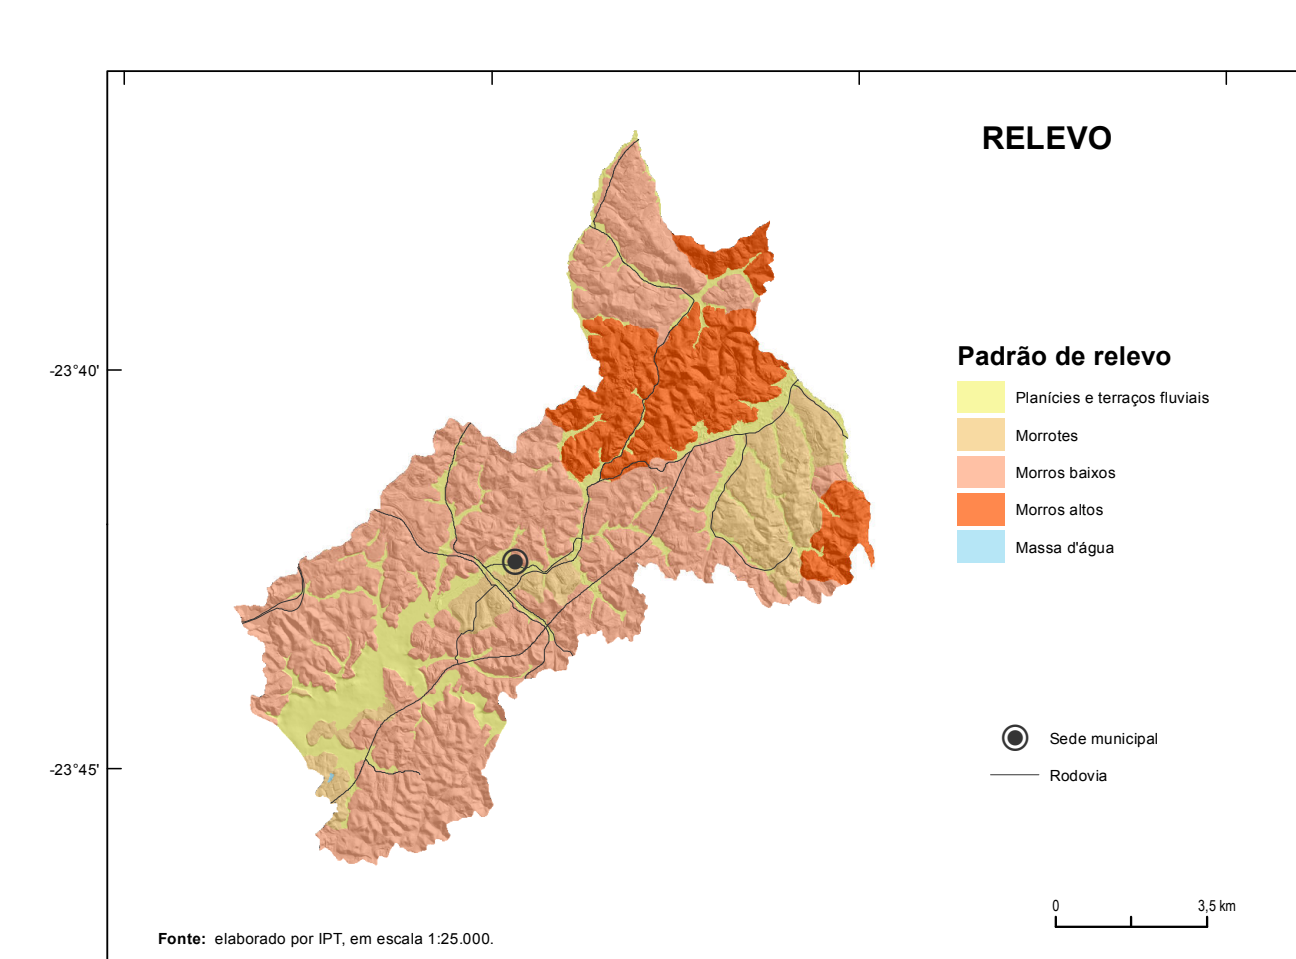 RELEVO
-23°40'
Padrão de relevo
Planícies e terraços fluviais
Morrotes
Morros baixos
Morros altos
Massa d'água
Sede municipal
Rodovia
-23°45'
0 3,5 km
Fonte: elaborado por IPT, em escala 1:25.000.